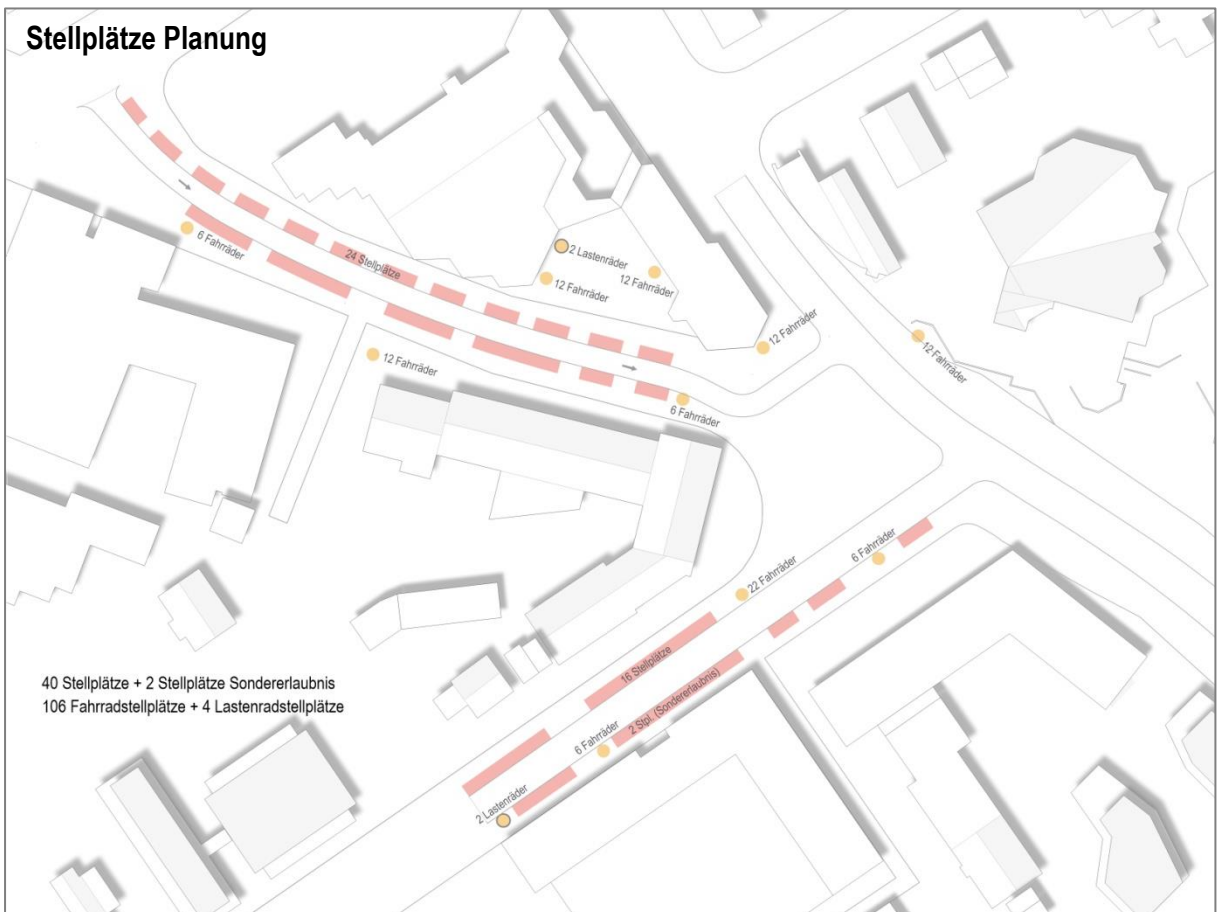 Stellplätze Planung
6 Fahrräder
24 Stellplätze
2 Lastenräder
12 Fahrräder
12 Fahrräder
12 Fahrräder
12 Fahrräder
12 Fahrräder
6 Fahrräder
6 Fahrräder
22 Fahrräder
16 Stellplätze
2 Stpl. (Sondererlaubnis)
6 Fahrräder
2 Lastenräder
40 Stellplätze + 2 Stellplätze Sondererlaubnis
106 Fahrradstellplätze + 4 Lastenradstellplätze